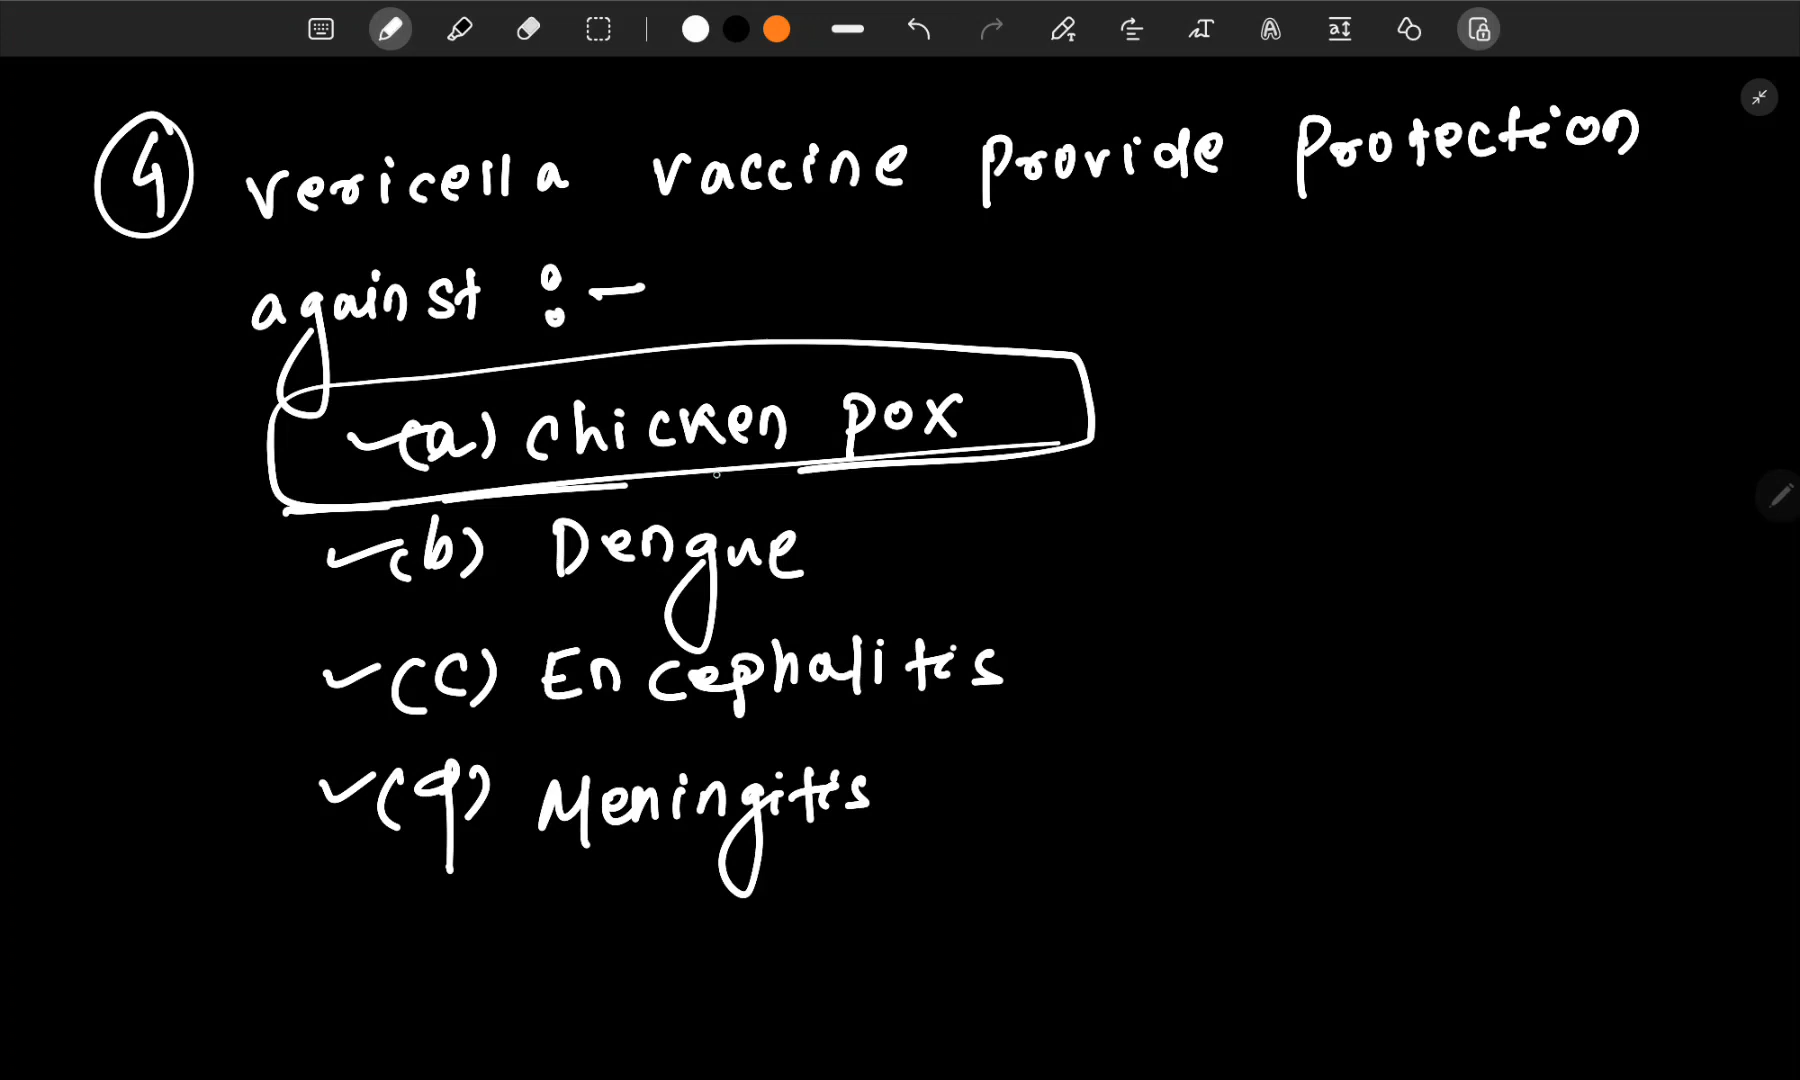 4 vericella vaccine provide Protection
against :-
(a) chicken pox
(b) Dengue
(c) Encephalitis
(d) Meningitis